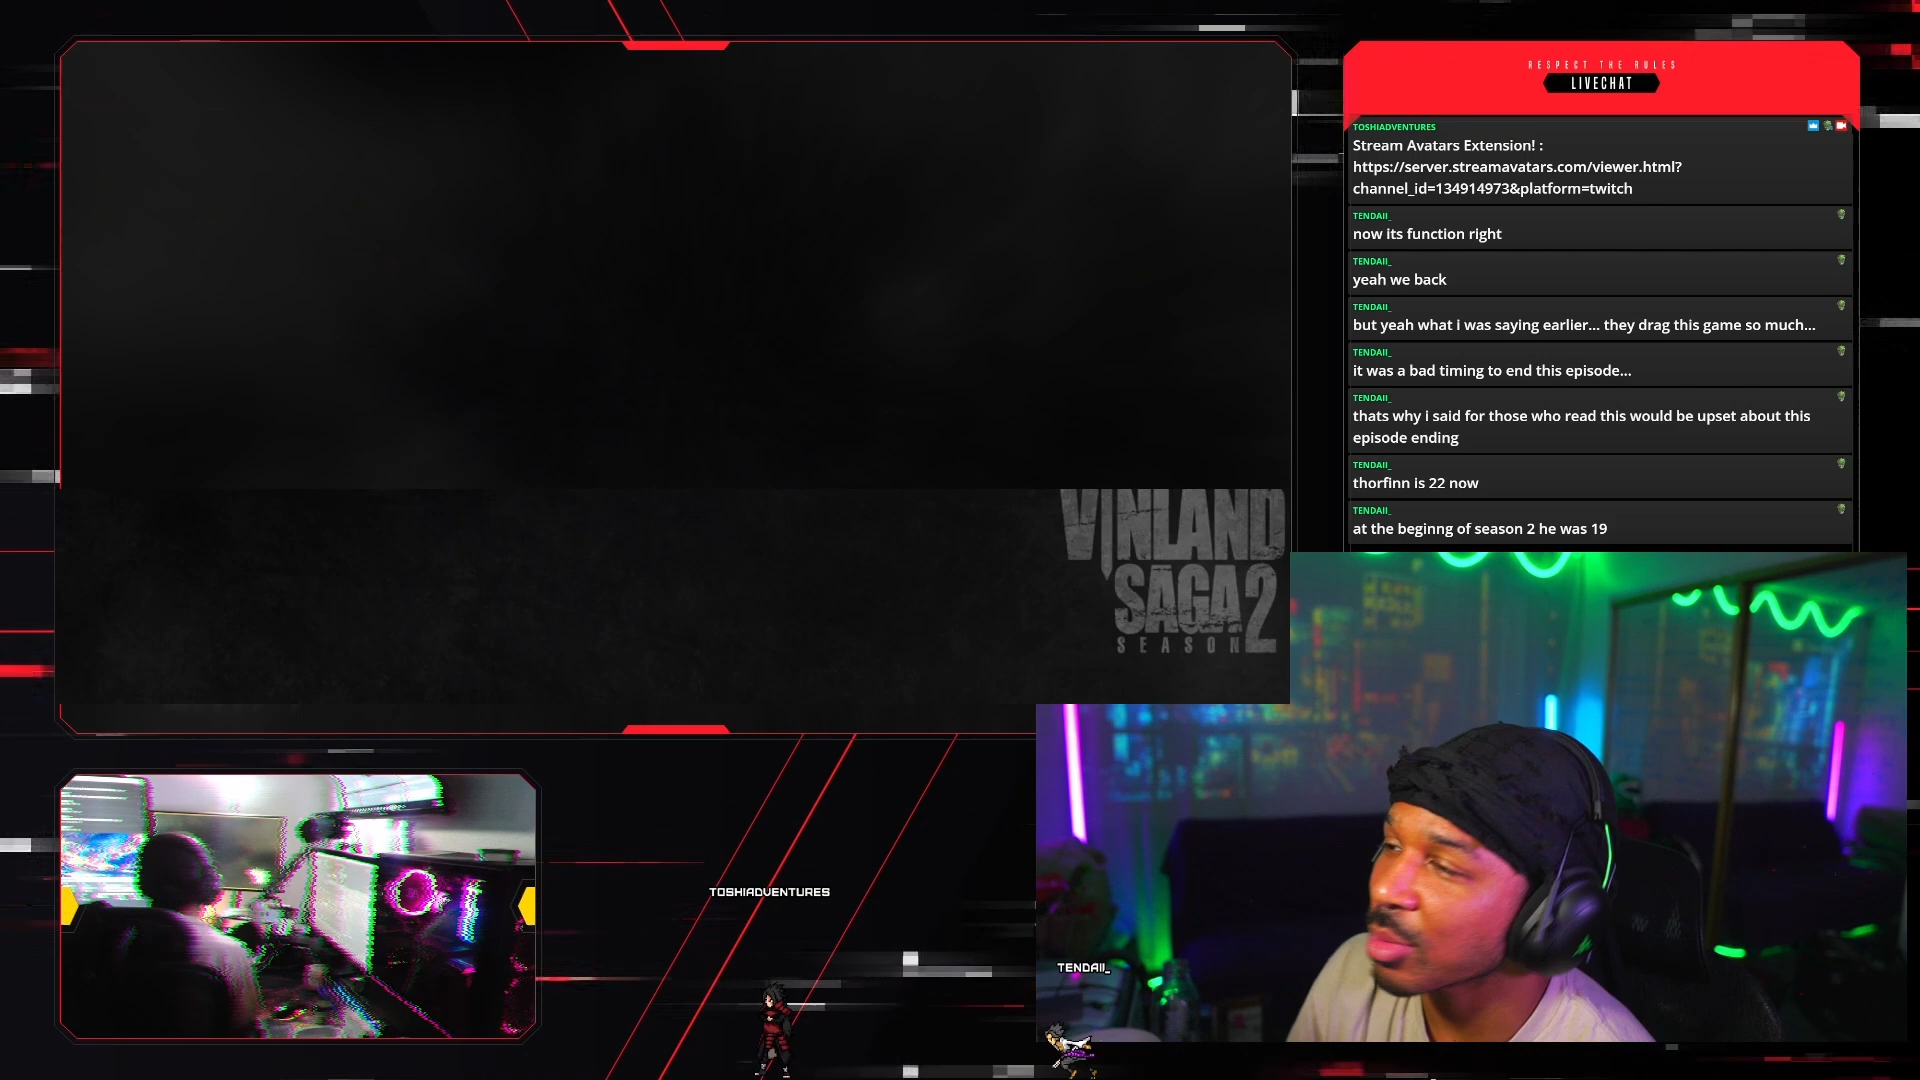 RESPECT THE RULES
LIVECHAT
TOSHIADVENTURES
Stream Avatars Extension! :
https://server.streamavatars.com/viewer.html?
channel_id=134914973&platform=twitch
TENDAII_
now its function right
TENDAII_
yeah we back
TENDAII_
but yeah what i was saying earlier... they drag this game so much...
TENDAII_
it was a bad timing to end this episode...
TENDAII_
thats why i said for those who read this would be upset about this
episode ending
TENDAII_
thorfinn is 22 now
TENDAII_
at the beginng of season 2 he was 19
VINLAND
SAGA 2
SEASON
TOSHIADVENTURES
TENDAII_